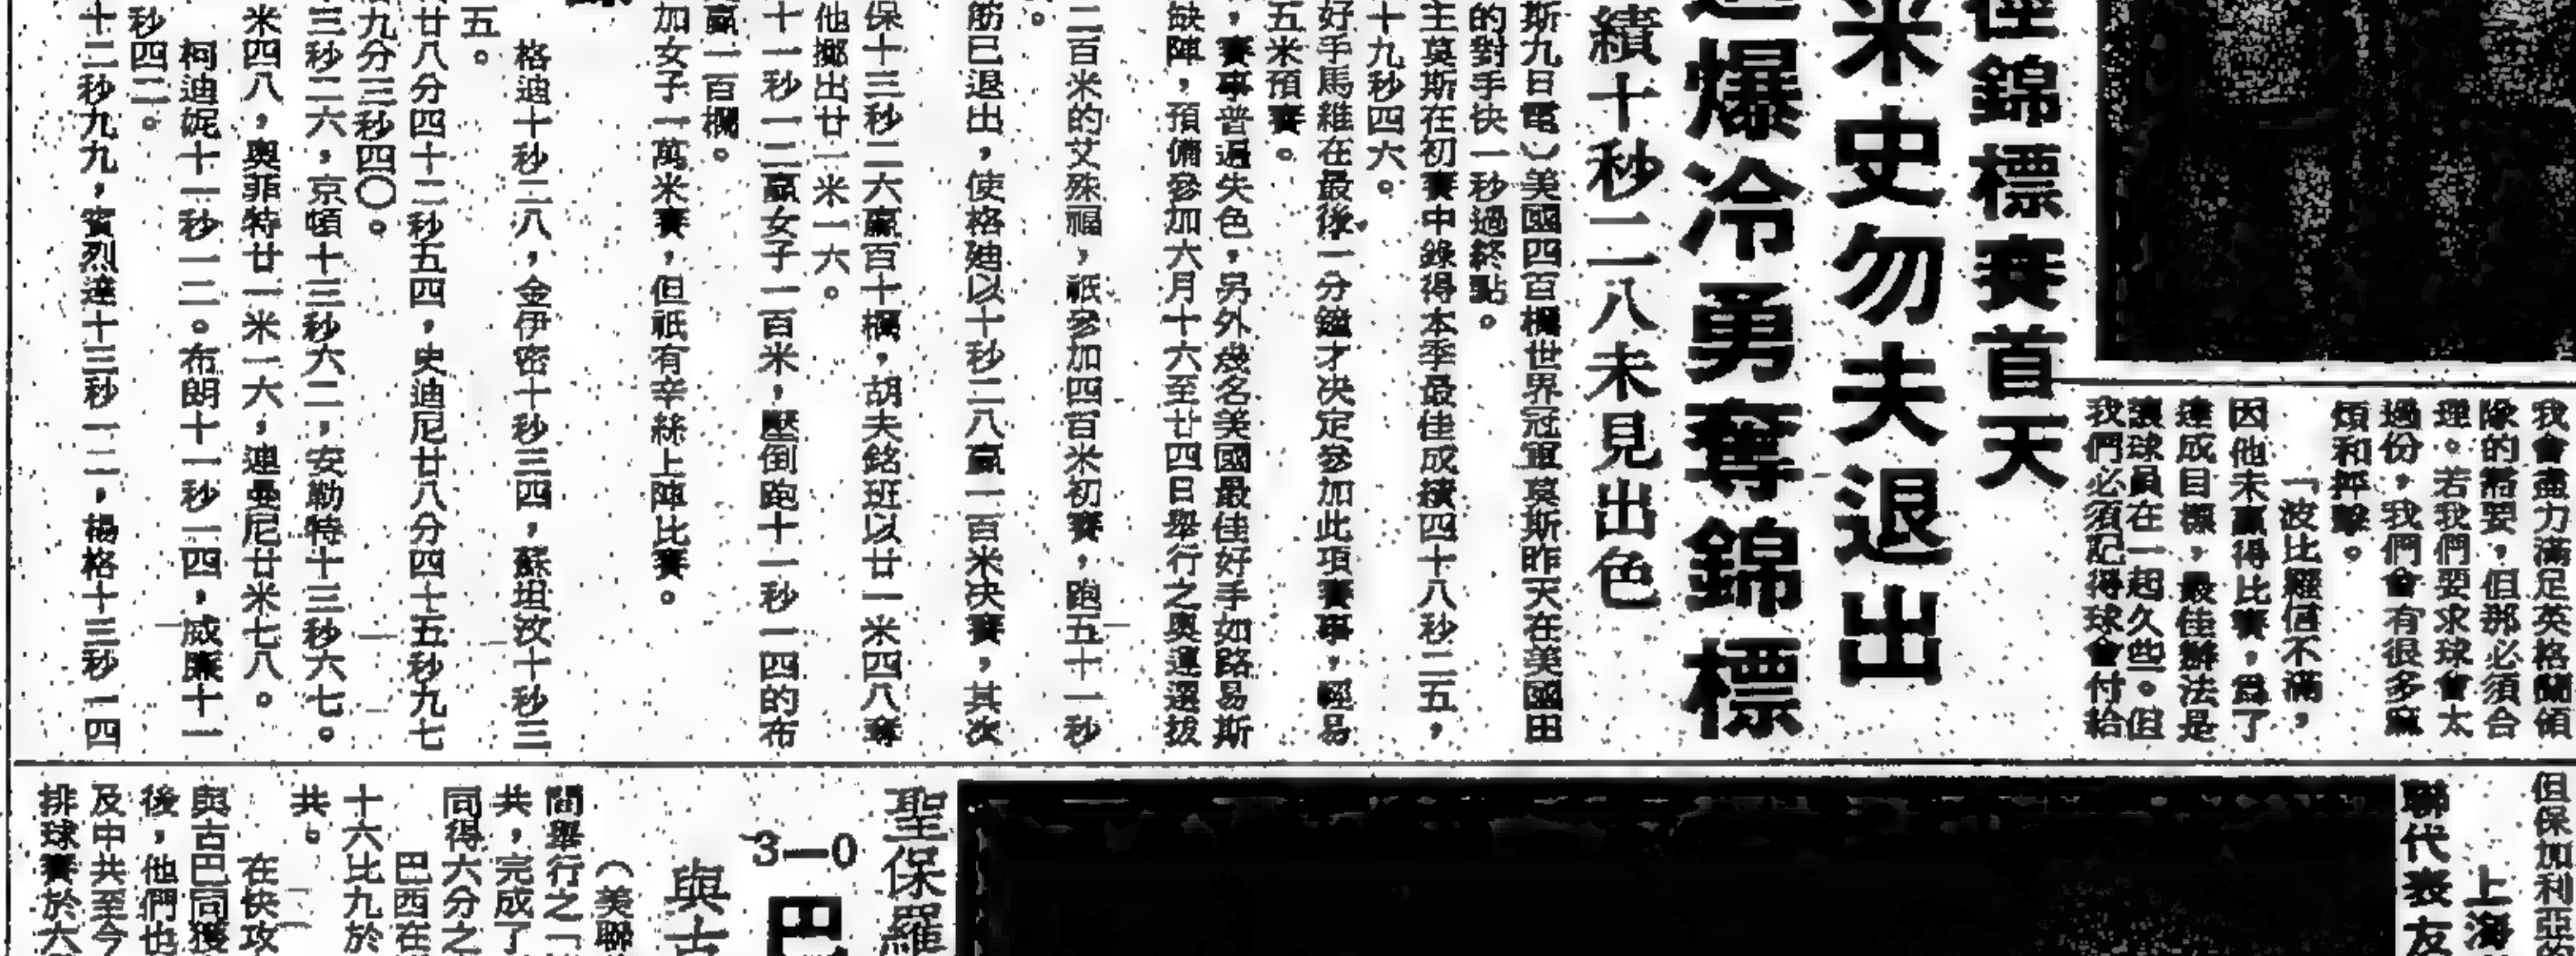 徑錦標賽首天
米史勿夫退出
爆冷勇奪錦標
績十秒二八未見出色
斯九日電︶美國四百欄世界冠軍莫斯昨天在美國田
的對手快一秒過終點。
主莫斯在初賽中錄得本季最佳成績四十八秒二五，
十九秒四六。
好手馬維在最後一分鐘才决定參加此項賽事，輕易
五米預賽。
，賽事普遍失色，另外幾名美國最佳好手如路易斯
缺陣，預備參加六月十六至廿四日舉行之奧運選拔
二百米的艾殊福，祇參加四百米初賽，跑五十一秒
。
筋已退出，使格廸以十秒二八贏一百米决賽，其次
保十三秒二六贏百十欄，胡夫銘班以廿一米四八奪
他擲出廿一米一六。
十一秒一二贏女子一百米，壓倒跑十一秒一四的布
贏一百欄。
加女子一萬米賽，但祇有辛絲上陣比賽。
格迪十秒二八，金伊密十秒三四，蘇坦汶十秒三
五。
廿八分四十二秒五四，史迪尼廿八分四十五秒九七
九分三秒四〇。
三秒二六，京頓十三秒六二，安勒特十三秒六七。
米四八，奧菲特廿一米一六，連曼尼廿米七八。
柯迪妮十一秒一二。布朗十一秒一四，威廉十一
秒四二。
十二秒九九，賓烈達十三秒一二，楊格十三秒一四
我會盡力滿足英格蘭領
隊的需要，但那必須合
理。若我們要求球會太
過份，我們會有很多麻
煩和抨擊。
「波比羅信不滿，
因他未贏得比賽，爲了
達成目標，最佳辦法是
讓球員在一起久些。但
我們必須記得球會付給
但保加利亞的
上海
聯代表友
聖保羅
3—0
巴
與古
（美聯
間舉行之「
共，完成了
同得六分之
巴西在
十六比九於
共。
在快攻
與古巴同獲
後，他們也
及中共至今
排球賽於六